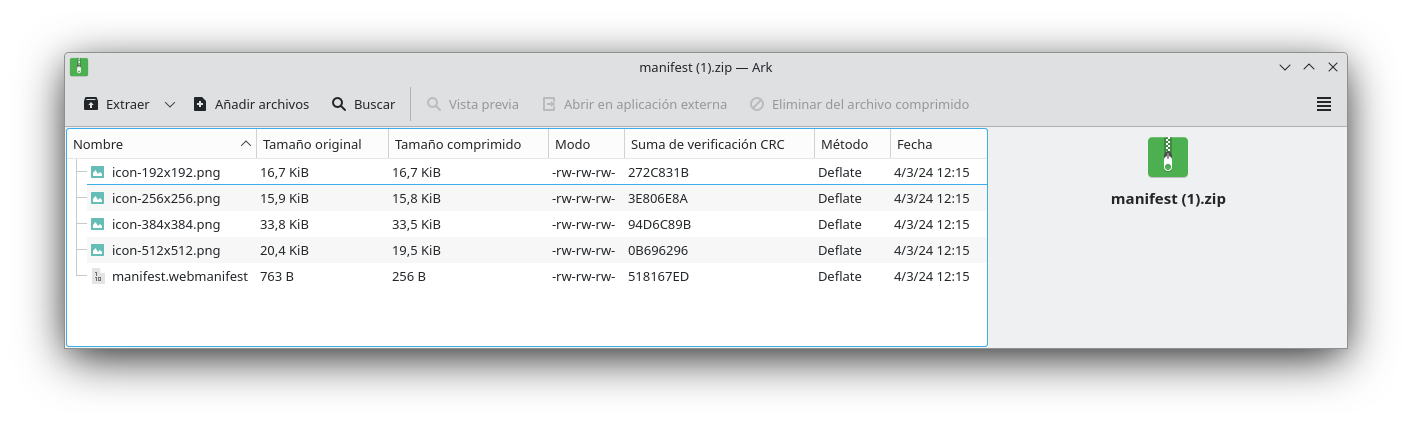 manifest (1).zip — Ark
Extraer Añadir archivos Buscar Vista previa Abrir en aplicación externa Eliminar del archivo comprimido
Nombre Tamaño original Tamaño comprimido Modo Suma de verificación CRC Método Fecha
icon-192x192.png 16,7 KiB 16,7 KiB -rw-rw-rw- 272C831B Deflate 4/3/24 12:15
icon-256x256.png 15,9 KiB 15,8 KiB -rw-rw-rw- 3E806E8A Deflate 4/3/24 12:15
icon-384x384.png 33,8 KiB 33,5 KiB -rw-rw-rw- 94D6C89B Deflate 4/3/24 12:15
icon-512x512.png 20,4 KiB 19,5 KiB -rw-rw-rw- 0B696296 Deflate 4/3/24 12:15
manifest.webmanifest 763 B 256 B -rw-rw-rw- 518167ED Deflate 4/3/24 12:15
manifest (1).zip